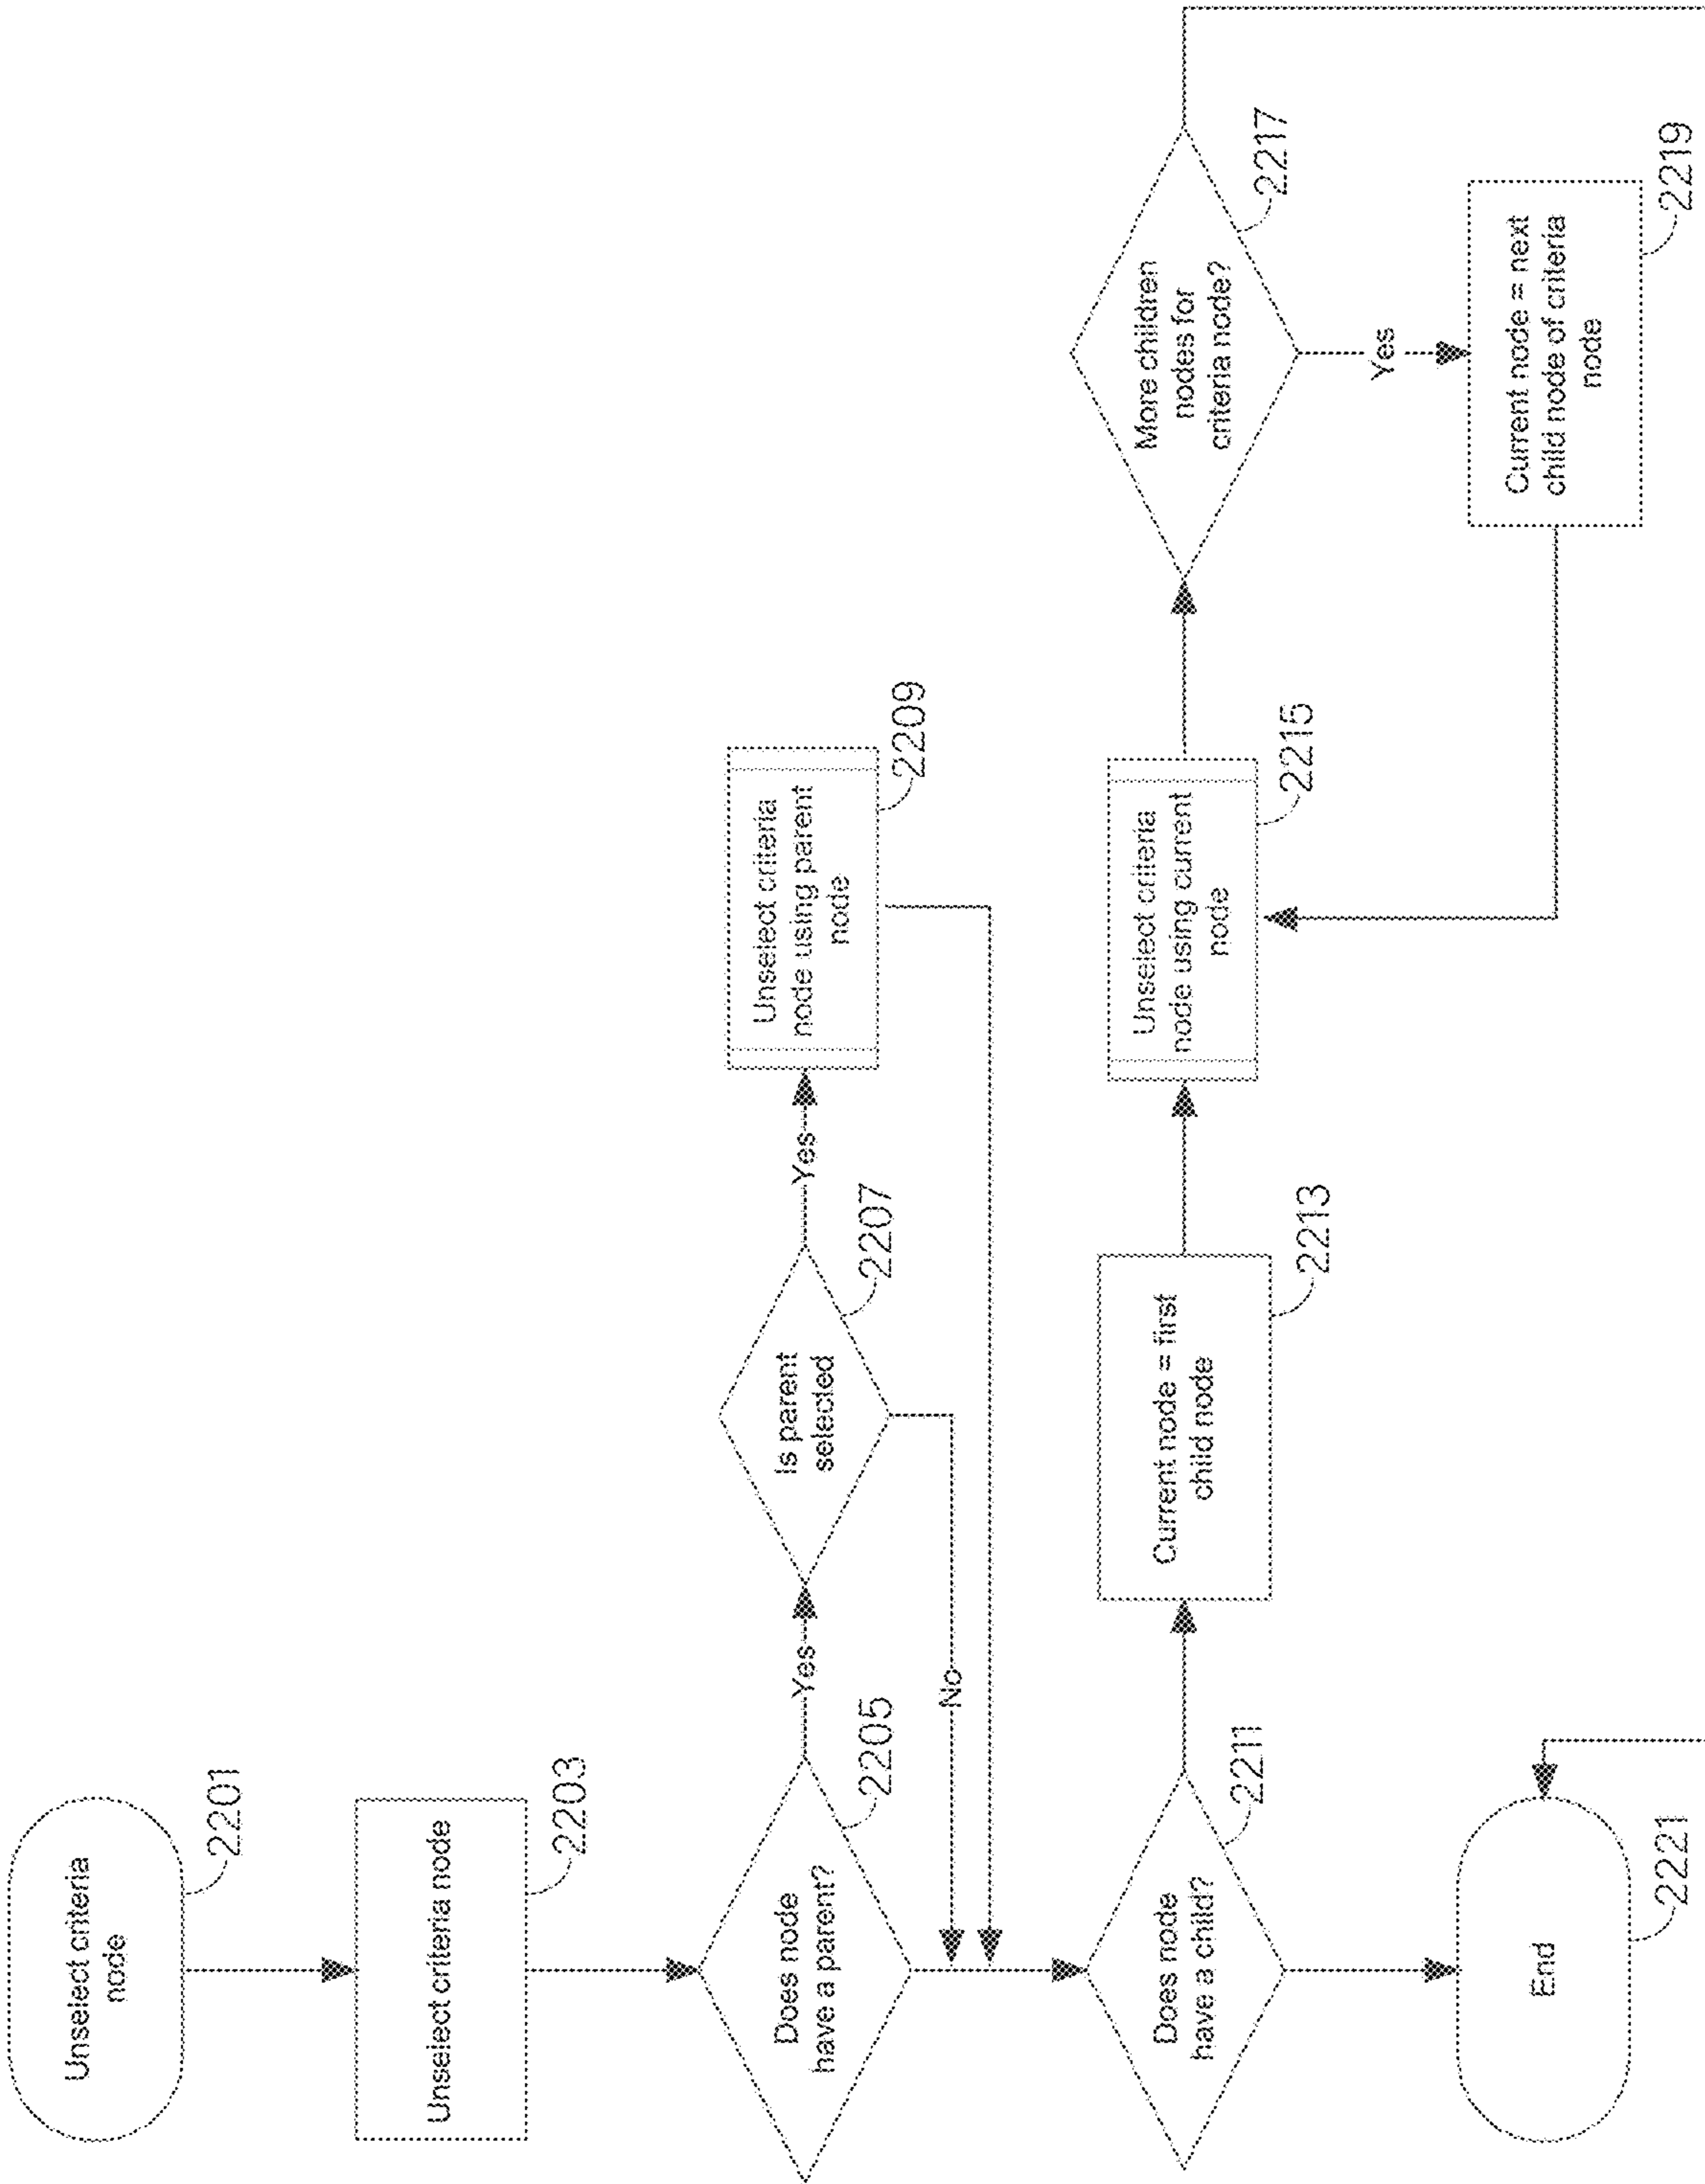 Unselect criteria
node
2201
Unselect criteria node
2203
Does node
have a parent?
2205
Yes
Is parent
selected
2207
Yes
Unselect criteria
node using parent
node
2209
No
Does node
have a child?
2211
Current node = first
child node
2213
Unselect criteria
node using current
node
2215
More children
nodes for
criteria node?
2217
Yes
Current node = next
child node of criteria
node
2219
End
2221